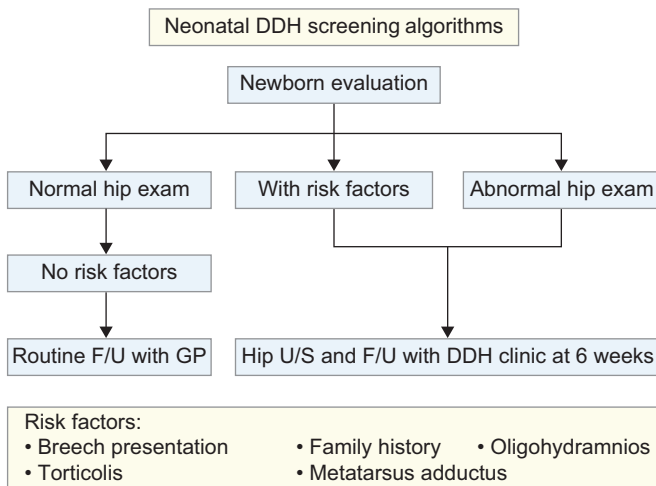 Neonatal DDH screening algorithms
Newborn evaluation
Normal hip exam
With risk factors
Abnormal hip exam
No risk factors
Routine F/U with GP
Hip U/S and F/U with DDH clinic at 6 weeks
Risk factors:
• Breech presentation • Family history • Oligohydramnios
• Torticolis • Metatarsus adductus